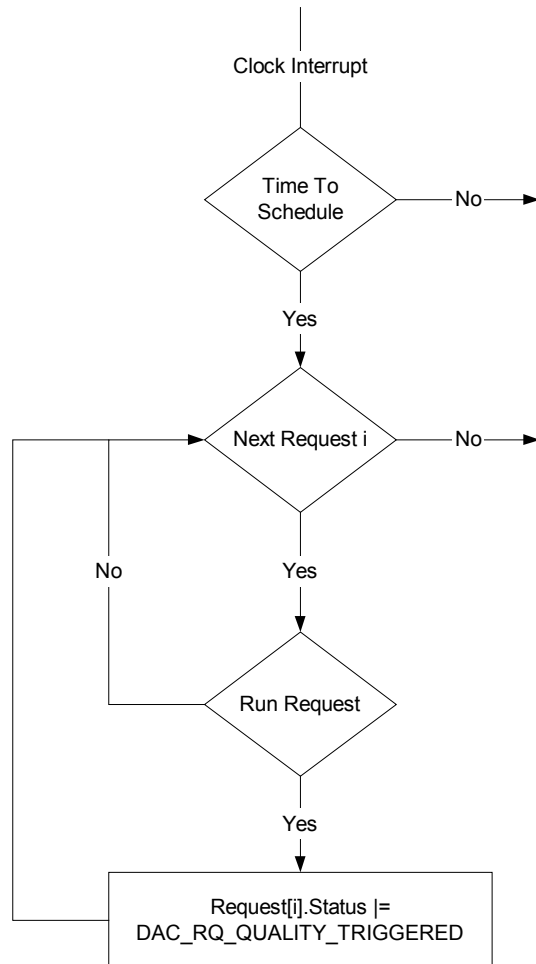 Clock Interrupt
Time To
Schedule
No
Yes
Next Request i
No
No
Yes
Run Request
Yes
Request[i].Status |=
DAC_RQ_QUALITY_TRIGGERED